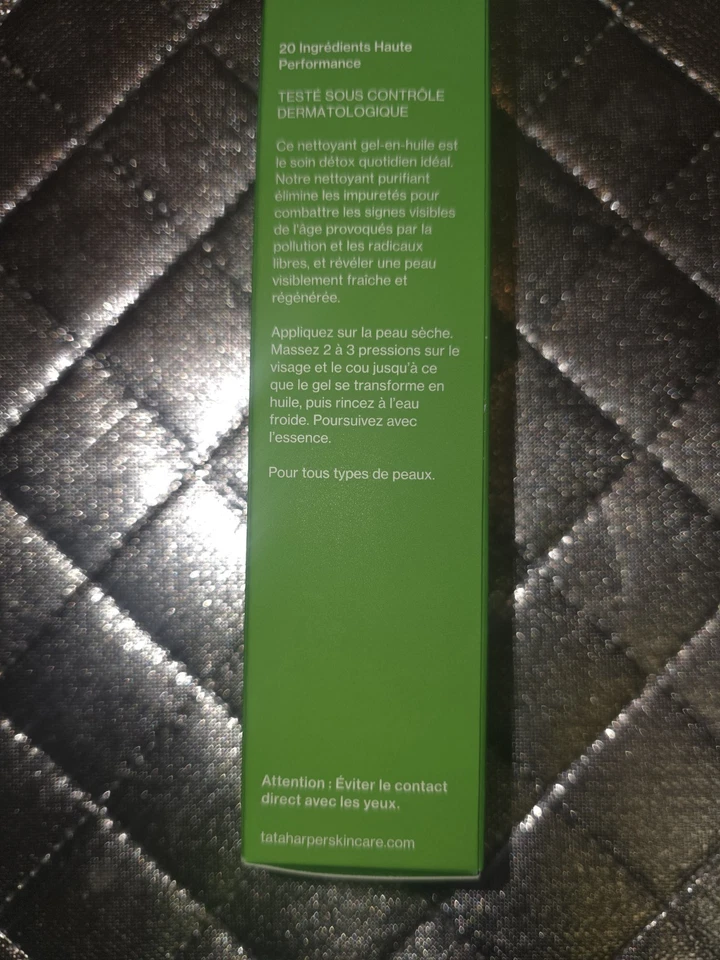 20 Ingrédients Haute
Performance
TESTÉ SOUS CONTRÔLE
DERMATOLOGIQUE
Ce nettoyant gel-en-huile est
le soin détox quotidien idéal.
Notre nettoyant purifiant
élimine les impuretés pour
combattre les signes visibles
de l'âge provoqués par la
pollution et les radicaux
libres, et révéler une peau
visiblement fraîche et
régénérée.
Appliquez sur la peau sèche.
Massez 2 à 3 pressions sur le
visage et le cou jusqu'à ce
que le gel se transforme en
huile, puis rincez à l'eau
froide. Poursuivez avec
l'essence.
Pour tous types de peaux.
Attention : Éviter le contact
direct avec les yeux.
tataharperskincare.com